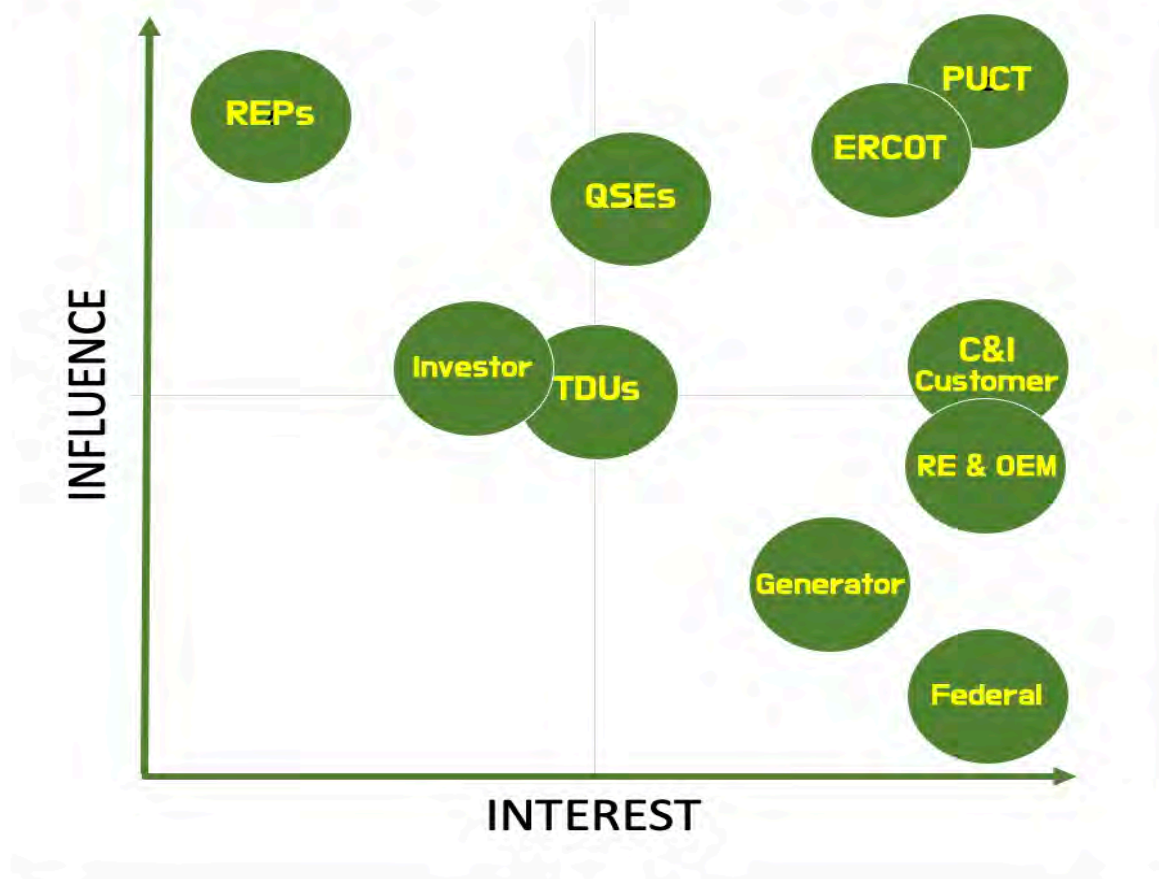 PUCT
REPs
ERCOT
QSEs
C&I
Customer
Investor
TDUs
RE & OEM
Generator
Federal
INFLUENCE
INTEREST